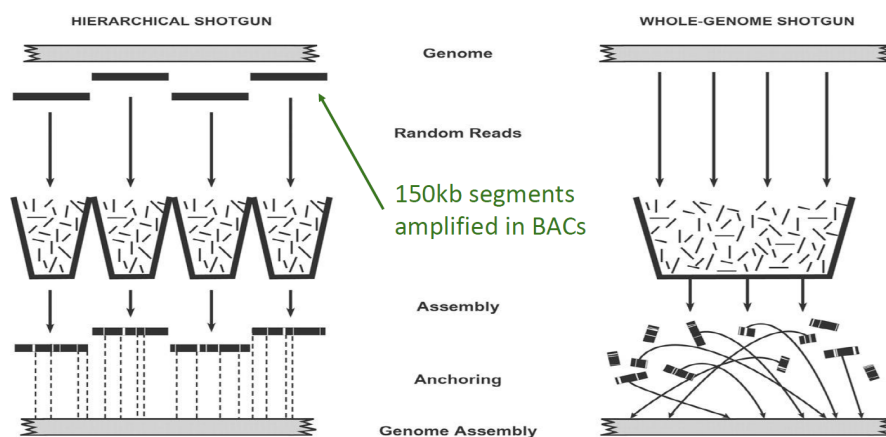 HIERARCHICAL SHOTGUN
WHOLE-GENOME SHOTGUN
Genome
Random Reads
150kb segments
amplified in BACs
Assembly
Anchoring
Genome Assembly